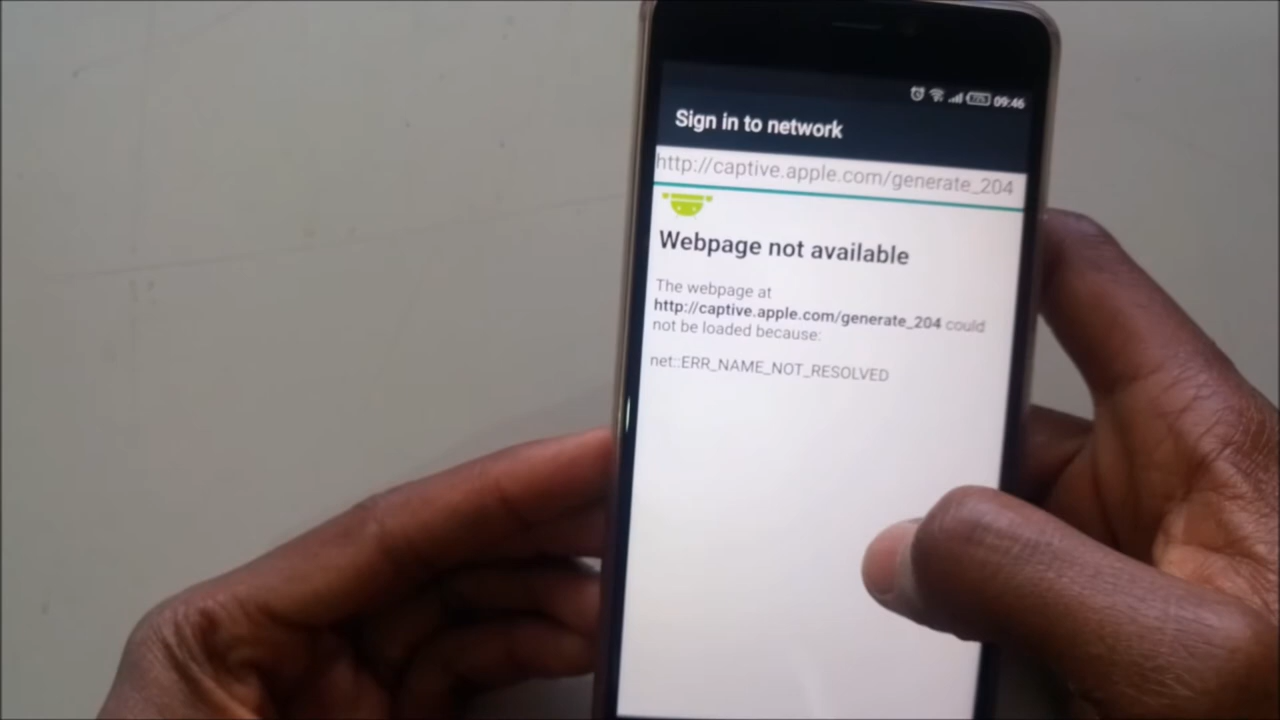 09:46
Sign in to network
http://captive.apple.com/generate_204
Webpage not available
The webpage at
http://captive.apple.com/generate_204 could
not be loaded because:
net::ERR_NAME_NOT_RESOLVED